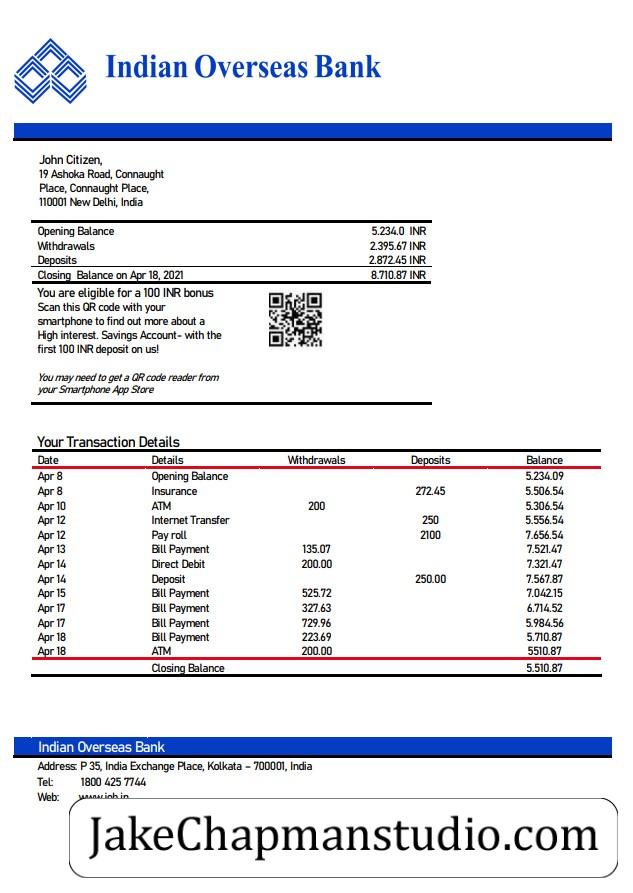 Indian Overseas Bank
John Citizen,
19 Ashoka Road, Connaught
Place, Connaught Place,
110001 New Delhi, India
Opening Balance 5.234.0 INR
Withdrawals 2.395.67 INR
Deposits 2.872.45 INR
Closing Balance on Apr 18, 2021 8.710.87 INR
You are eligible for a 100 INR bonus
Scan this QR code with your
smartphone to find out more about a
High interest. Savings Account- with the
first 100 INR deposit on us!
You may need to get a QR code reader from
your Smartphone App Store
Your Transaction Details
Date Details Withdrawals Deposits Balance
Apr 8 Opening Balance 5.234.09
Apr 8 Insurance 272.45 5.506.54
Apr 10 ATM 200 5.306.54
Apr 12 Internet Transfer 250 5.556.54
Apr 12 Pay roll 2100 7.656.54
Apr 13 Bill Payment 135.07 7.521.47
Apr 14 Direct Debit 200.00 7.321.47
Apr 14 Deposit 250.00 7.567.87
Apr 15 Bill Payment 525.72 7.042.15
Apr 17 Bill Payment 327.63 6.714.52
Apr 17 Bill Payment 729.96 5.984.56
Apr 18 Bill Payment 223.69 5.710.87
Apr 18 ATM 200.00 5510.87
Closing Balance 5.510.87
Indian Overseas Bank
Address: P 35, India Exchange Place, Kolkata – 700001, India
Tel: 1800 425 7744
Web:
JakeChapmanstudio.com